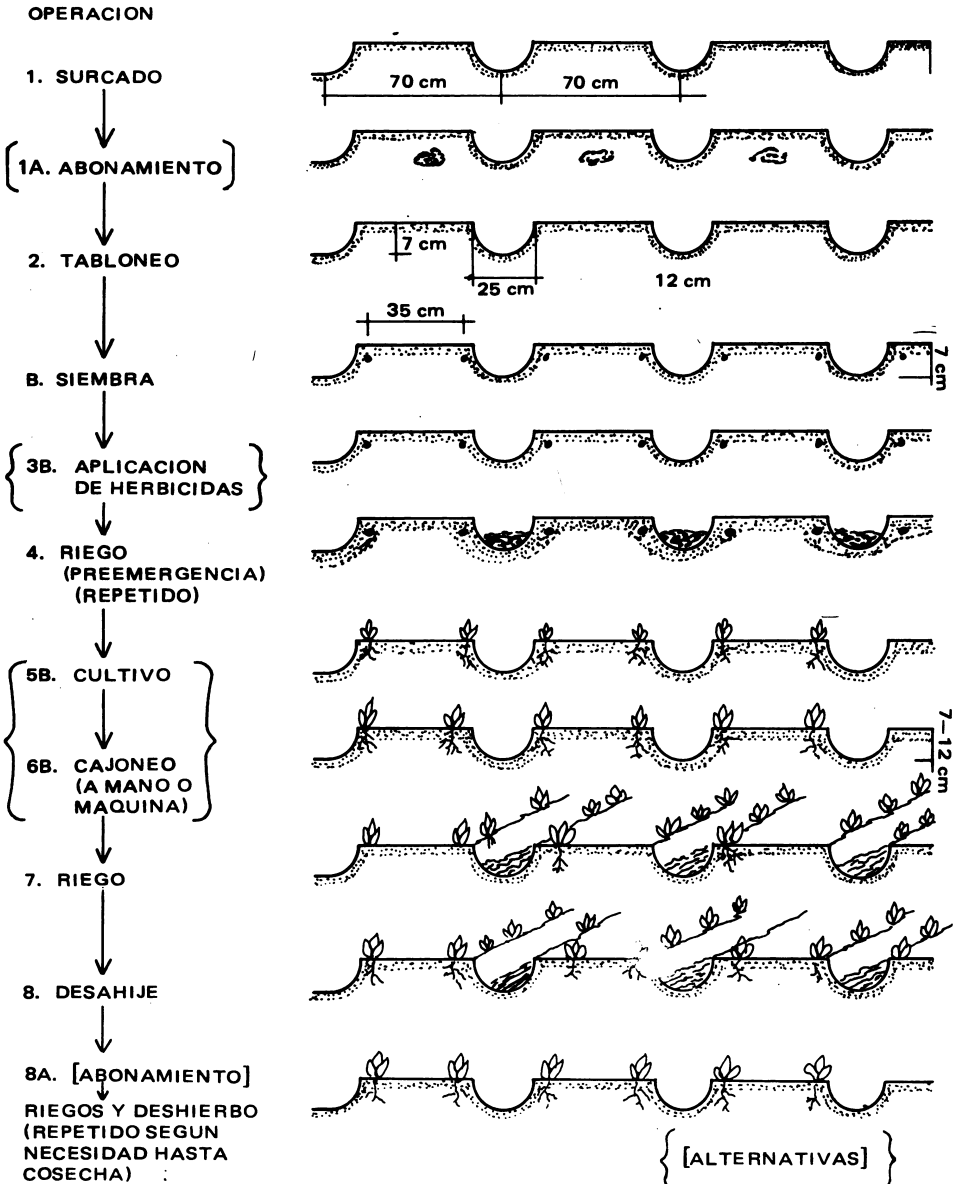 OPERACION
1. SURCADO
70 cm 70 cm
1A. ABONAMIENTO
2. TABLONEO
7 cm
25 cm
12 cm
35 cm
B. SIEMBRA
7 cm
3B. APLICACION
DE HERBICIDAS
4. RIEGO
(PREEMERGENCIA)
(REPETIDO)
5B. CULTIVO
6B. CAJONEO
(A MANO O
MAQUINA)
7–12 cm
7. RIEGO
8. DESAHIJE
8A. [ABONAMIENTO]
RIEGOS Y DESHIERBO
(REPETIDO SEGUN
NECESIDAD HASTA
COSECHA)
{ [ALTERNATIVAS] }